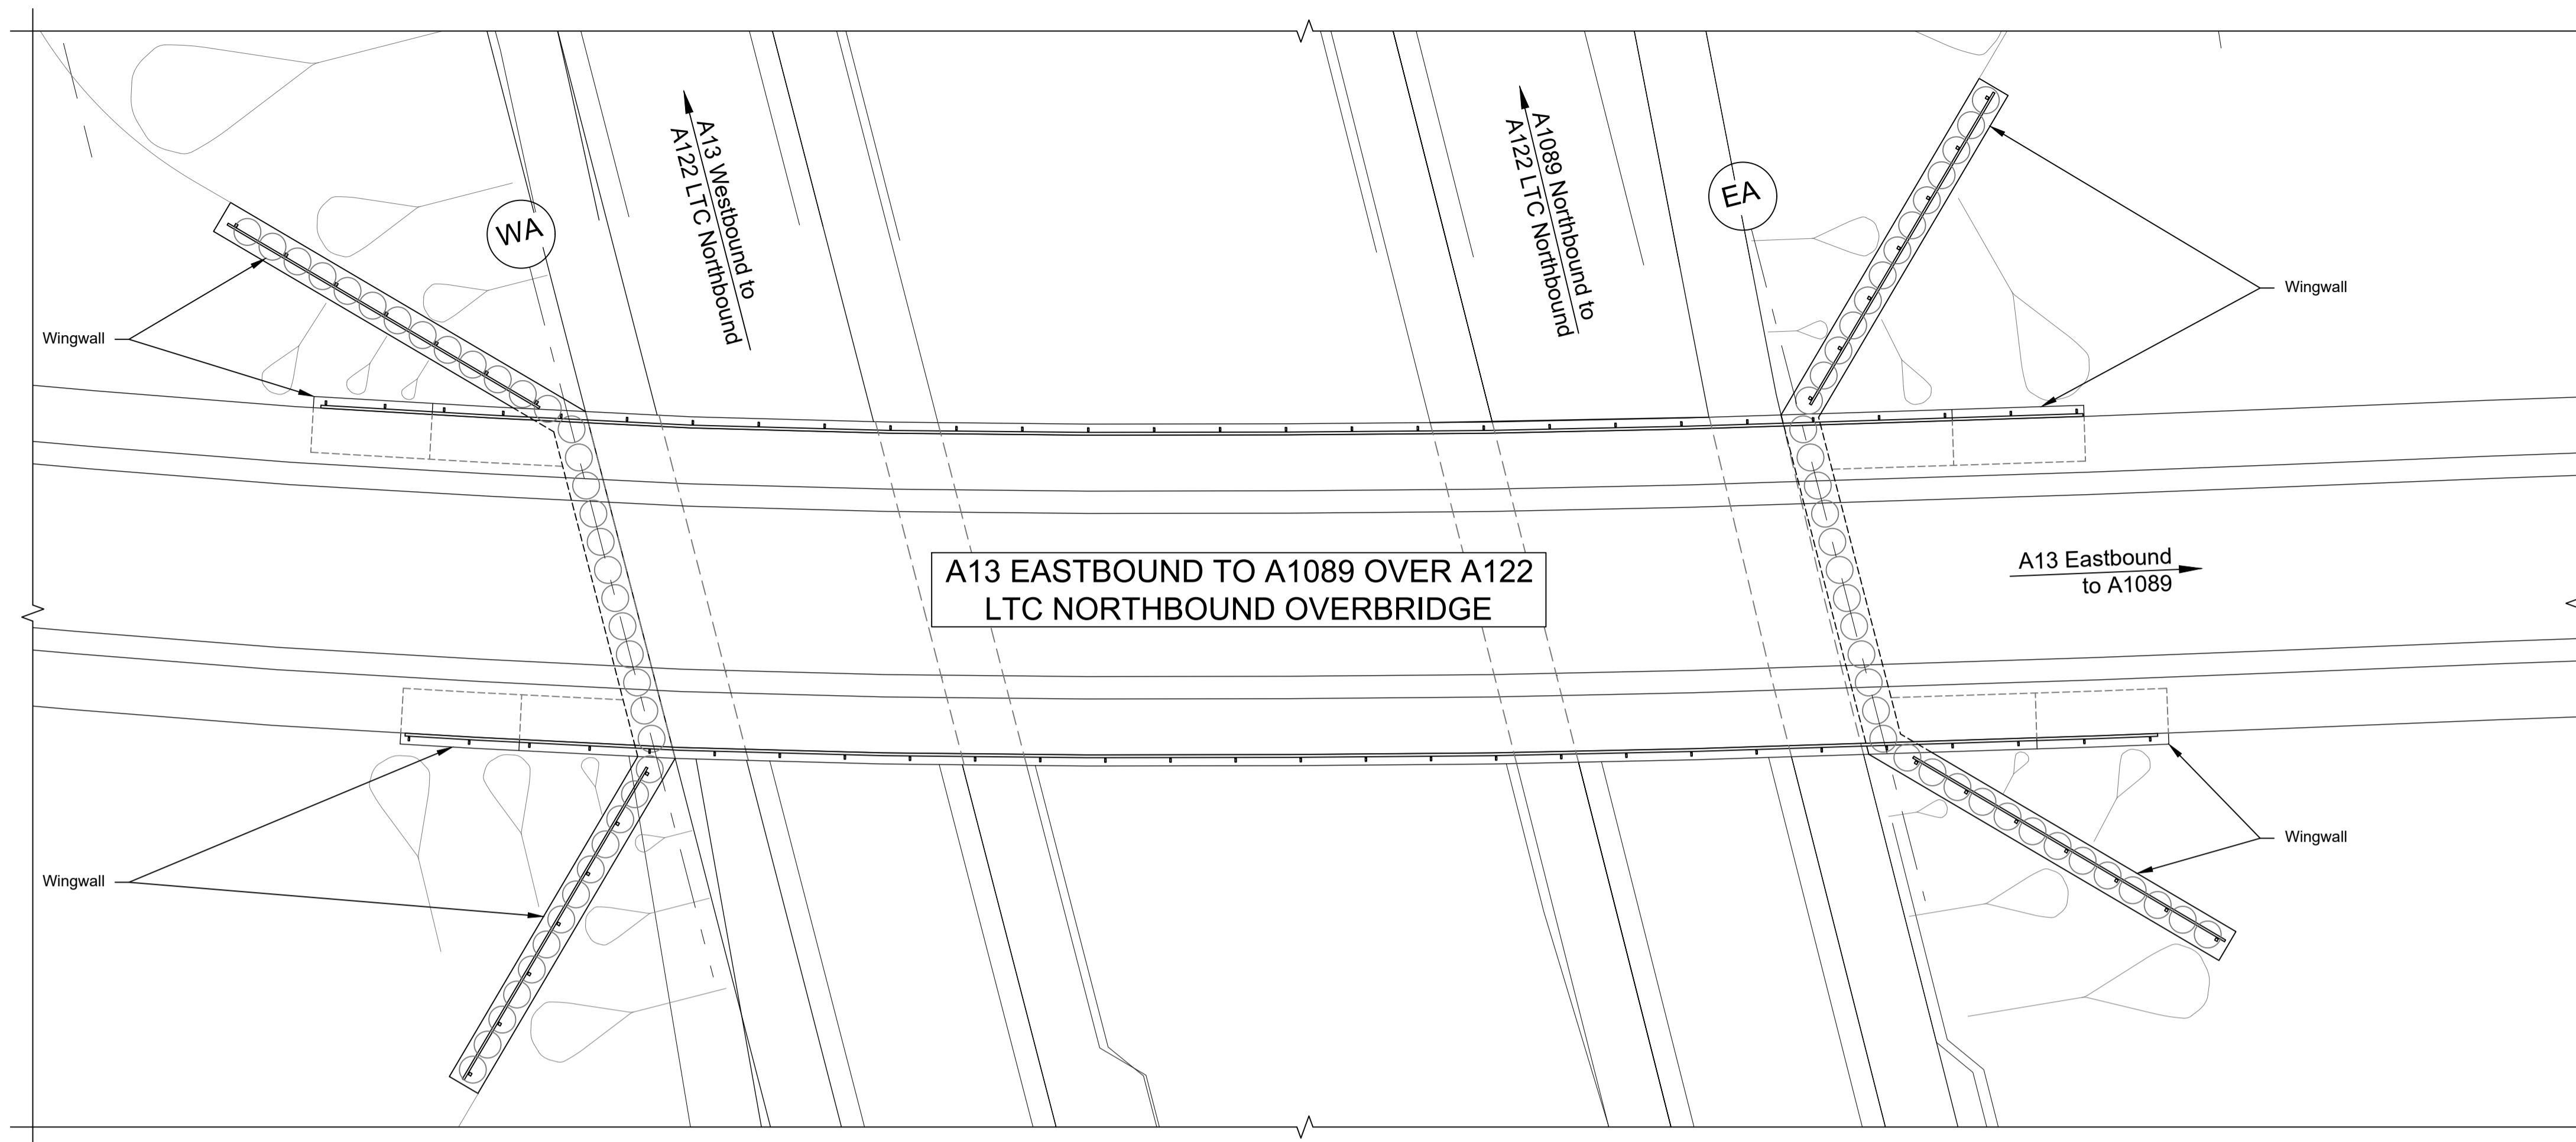 A13 Westbound to
A122 LTC Northbound
A1089 Northbound to
A122 LTC Northbound
EA
WA
Wingwall
Wingwall
A13 EASTBOUND TO A1089 OVER A122
LTC NORTHBOUND OVERBRIDGE
A13 Eastbound
to A1089
Wingwall
Wingwall